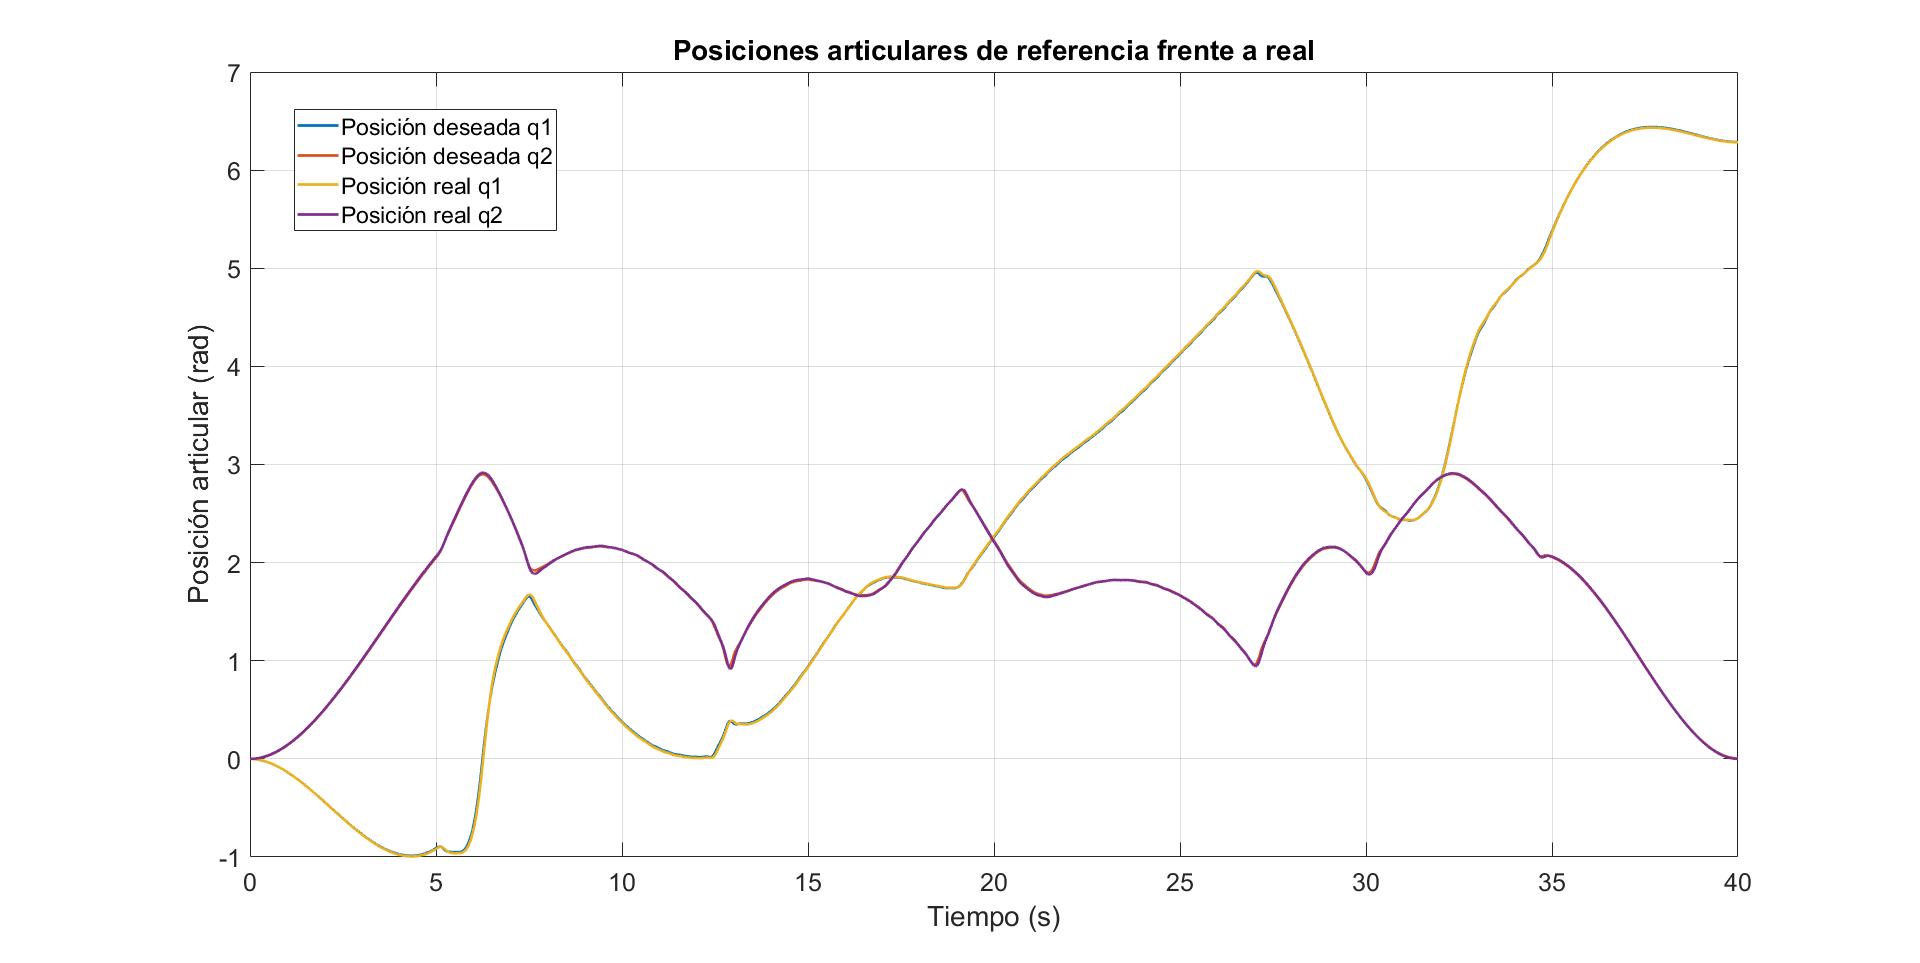 Posiciones articulares de referencia frente a real
7
6
5
4
3
2
1
0
-1
Posición deseada q1
Posición deseada q2
Posición real q1
Posición real q2
Posición articular (rad)
0 5 10 15 20 25 30 35 40
Tiempo (s)